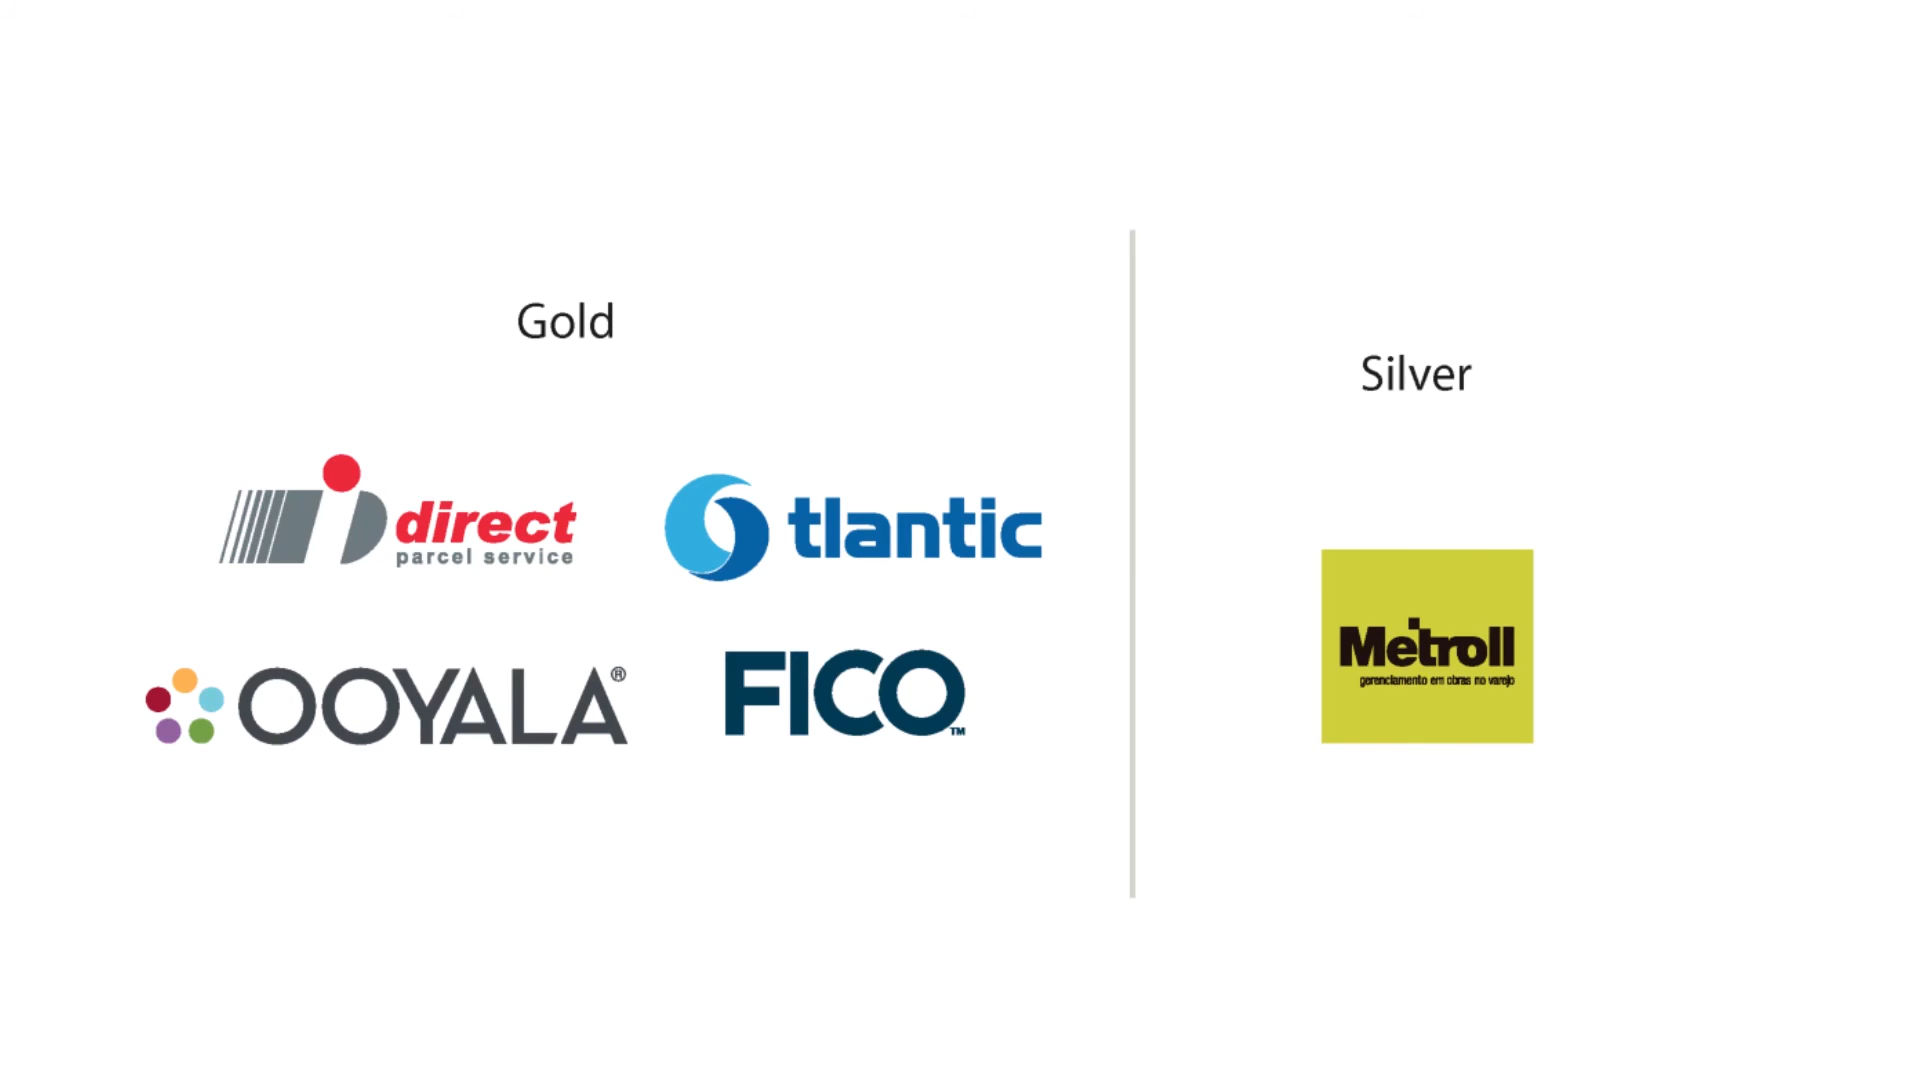 Gold
direct
parcel service
tlantic
OOYALA®
FICO™
Silver
Metroll
gerenciamento em obras no varejo